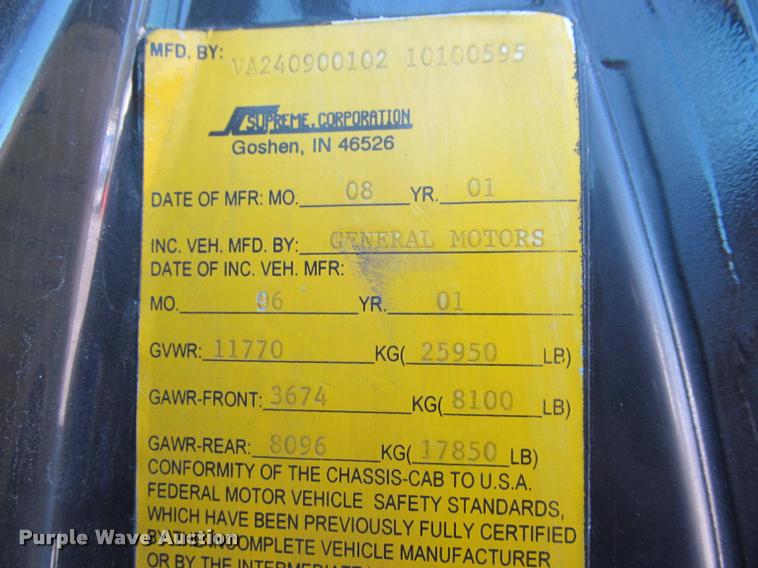 MFD. BY: VA240900102 10100595
SUPREME CORPORATION
Goshen, IN 46526
DATE OF MFR: MO. 08 YR. 01
INC. VEH. MFD. BY: GENERAL MOTORS
DATE OF INC. VEH. MFR:
MO. 06 YR. 01
GVWR: 11770 KG( 25950 LB)
GAWR-FRONT: 3674 KG( 8100 LB)
GAWR-REAR: 8096 KG( 17850 LB)
CONFORMITY OF THE CHASSIS-CAB TO U.S.A.
FEDERAL MOTOR VEHICLE SAFETY STANDARDS,
WHICH HAVE BEEN PREVIOUSLY FULLY CERTIFIED
INCOMPLETE VEHICLE MANUFACTURER
OR BY THE
Purple Wave Auction